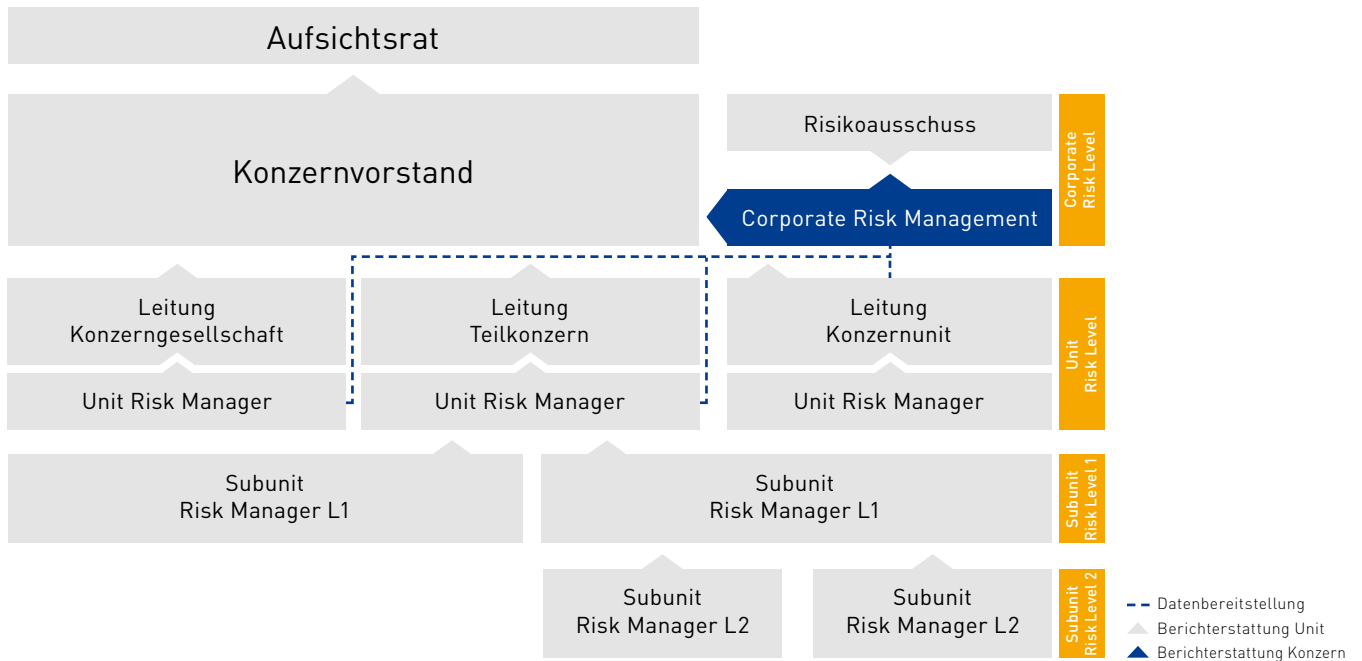 Aufsichtsrat
Konzernvorstand
Risikoausschuss
Corporate Risk Management
Corporate
Risk Level
Leitung
Konzerngesellschaft
Leitung
Teilkonzern
Leitung
Konzernunit
Unit Risk Manager
Unit Risk Manager
Unit Risk Manager
Unit
Risk Level
Subunit
Risk Manager L1
Subunit
Risk Manager L1
Subunit
Risk Level 1
Subunit
Risk Manager L2
Subunit
Risk Manager L2
Subunit
Risk Level 2
Datenbereitstellung
Berichterstattung Unit
Berichterstattung Konzern